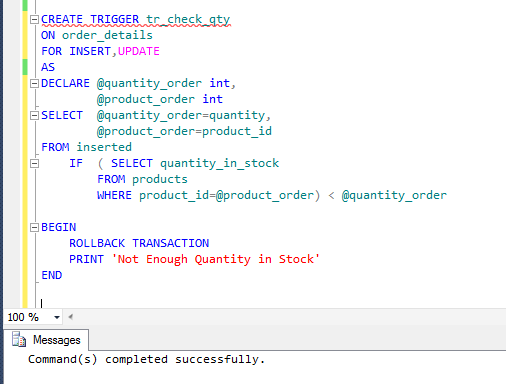 CREATE TRIGGER tr_check_qty
ON order_details
FOR INSERT,UPDATE
AS
DECLARE @quantity_order int,
@product_order int
SELECT @quantity_order=quantity,
@product_order=product_id
FROM inserted
IF ( SELECT quantity_in_stock
FROM products
WHERE product_id=@product_order) < @quantity_order
BEGIN
ROLLBACK TRANSACTION
PRINT 'Not Enough Quantity in Stock'
END
100 %
Messages
Command(s) completed successfully.